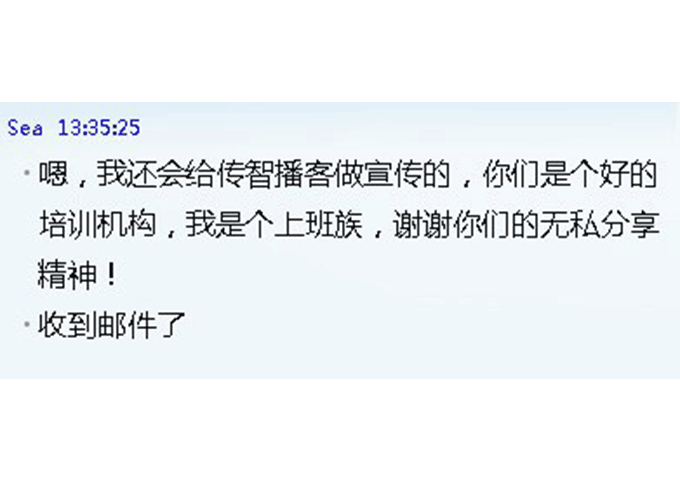 Sea 13:35:25
·嗯，我还会给传智播客做宣传的，你们是个好的
培训机构，我是个上班族，谢谢你们的无私分享
精神！
·收到邮件了